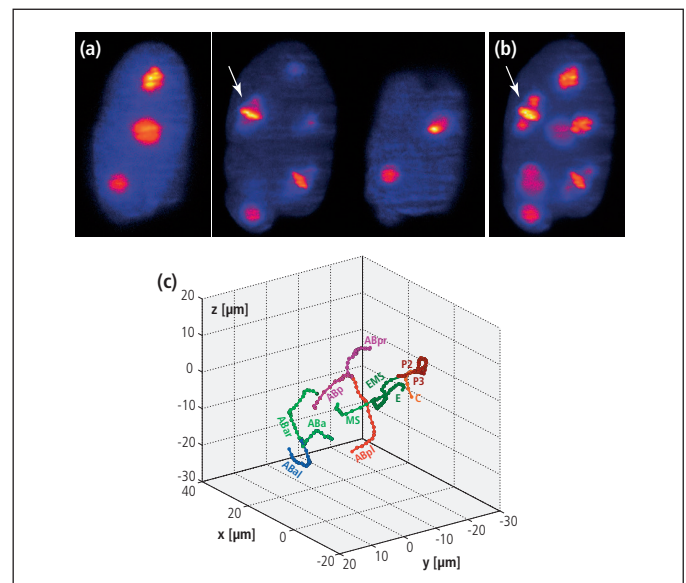 (a)
(b)
(c)
z [µm]
20
10
0
-10
-20
-30
40
20
0
-20
x [µm]
20
10
0
-10
-20
-30
y [µm]
ABpr
ABp
P2
P3
EMS
E
C
MS
ABar
ABa
ABal
ABpl